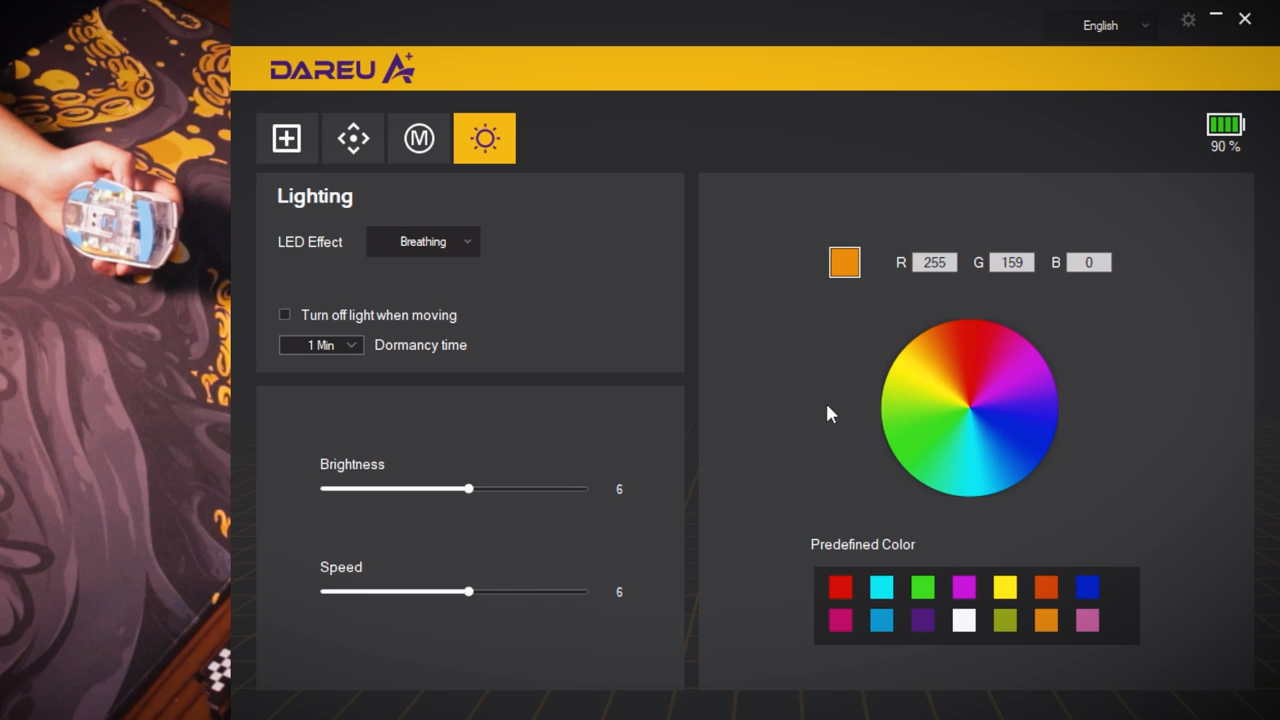 English
DAREU A+
M
90 %
Lighting
LED Effect Breathing
Turn off light when moving
1 Min Dormancy time
R 255 G 159 B 0
Brightness
6
Speed
6
Predefined Color